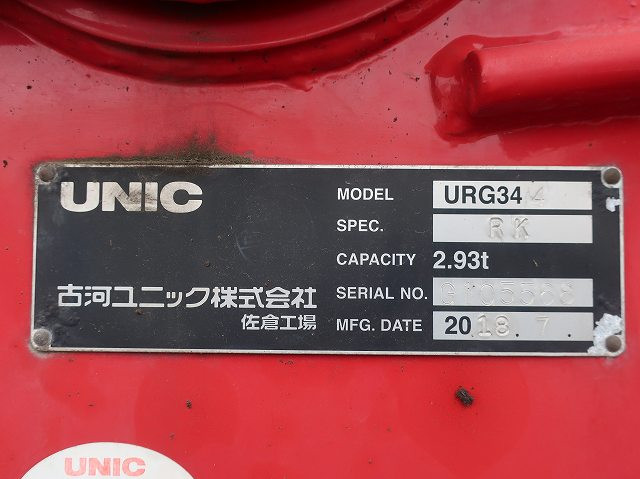 UNIC
MODEL URG344
SPEC. RK
CAPACITY 2.93t
古河ユニック株式会社
佐倉工場
SERIAL NO.
MFG. DATE 2018.7.
UNIC